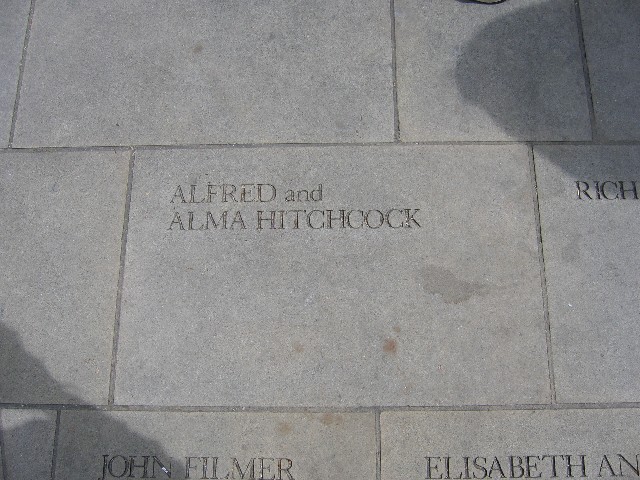 ALFRED and
ALMA HITCHCOCK
RICH
JOHN FILMER
ELISABETH AN